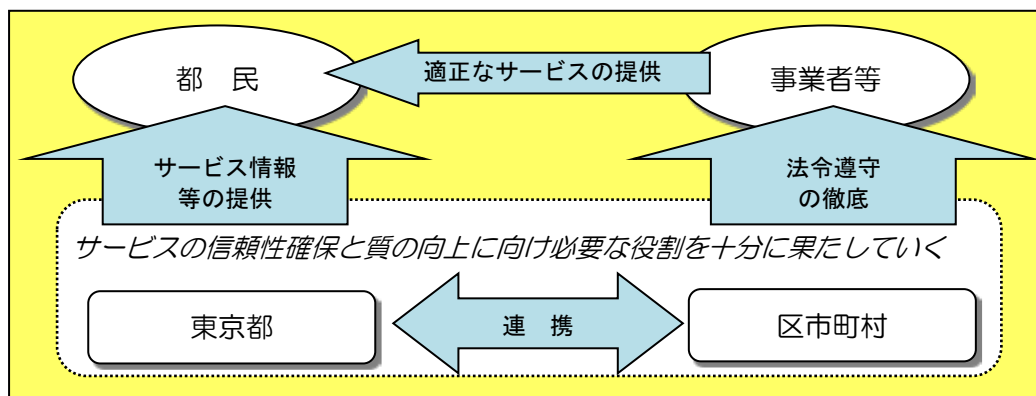 都　民
適正なサービスの提供
事業者等
サービス情報
等の提供
法令遵守
の徹底
サービスの信頼性確保と質の向上に向け必要な役割を十分に果たしていく
東京都
連　携
区市町村